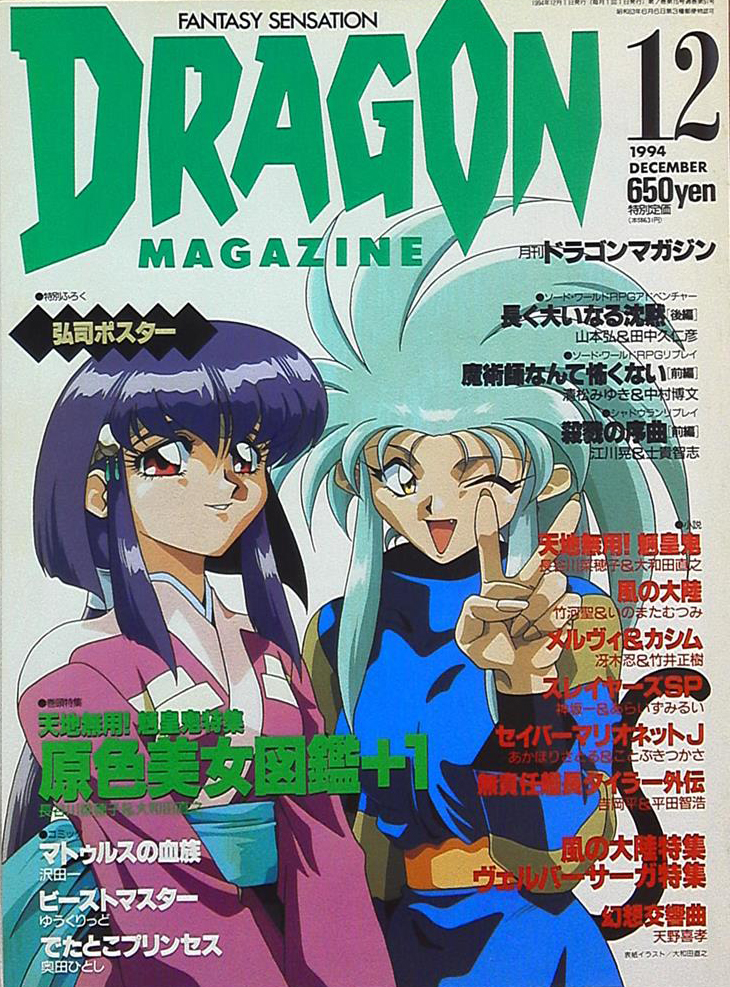 FANTASY SENSATION
DRAGON
MAGAZINE
12
1994
DECEMBER
650yen
特別定価
月刊ドラゴンマガジン
●特別ふろく
弘司ポスター
●ソード・ワールドRPGアドベンチャー
長く大いなる沈黙[後編]
山本弘&田中久仁彦
●ソード・ワールドRPGリプレイ
魔術師なんて怖くない[前編]
清松みゆき&中村博文
●シャドウランリプレイ
殺戮の序曲[前編]
江川晃&士貴智志
●小説
天地無用! 魎皇鬼
長谷川菜穂子&大和田直之
風の大陸
竹河聖&いのまたむつみ
メルヴィ&カシム
冴木忍&竹井正樹
スレイヤーズSP
神坂一&あらいずみるい
セイバーマリオネットJ
あかほりさとる&ことぶきつかさ
無責任艦長タイラー外伝
吉岡平&平田智浩
風の大陸特集
ヴェルバーサーガ特集
幻想交響曲
天野喜孝
表紙イラスト/大和田直之
●巻頭特集
天地無用! 魎皇鬼特集
原色美女図鑑+1
長谷川菜穂子&大和田直之
●コミック
マトゥルスの血族
沢田一
ビーストマスター
ゆうくりっど
でたとこプリンセス
奥田ひとし